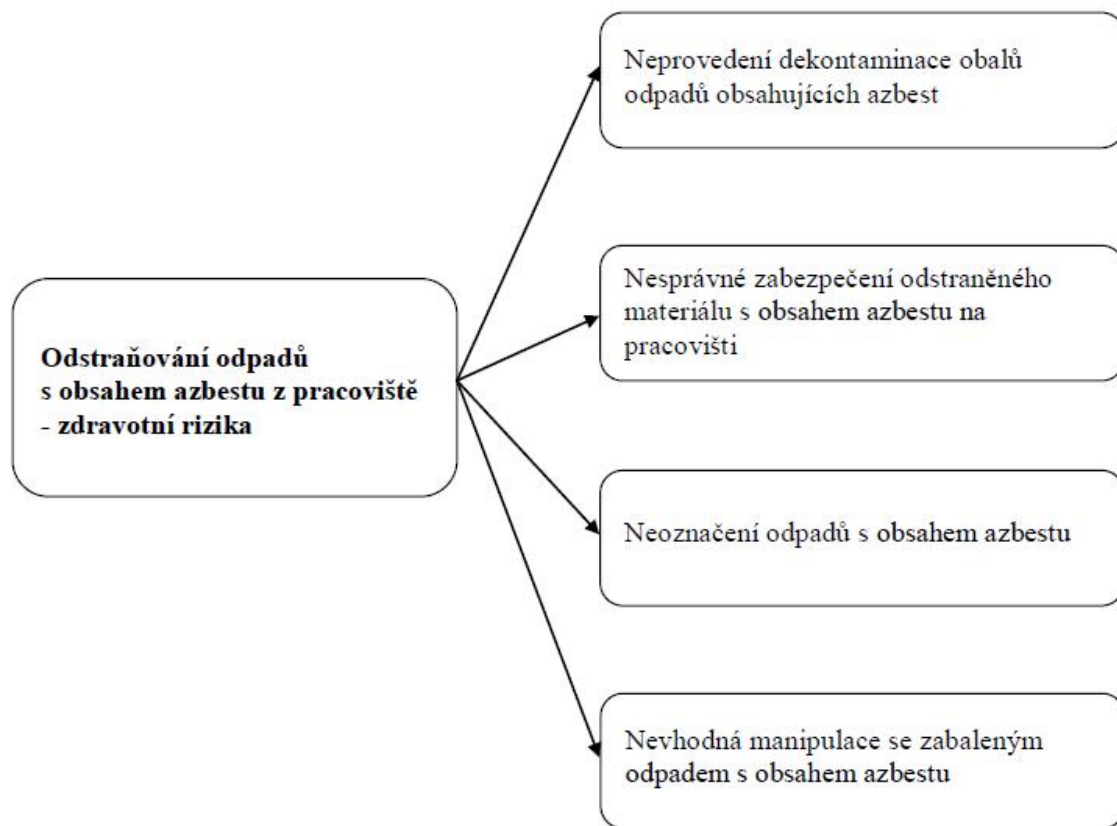 Neprovedení dekontaminace obalů
odpadů obsahujících azbest
Nesprávné zabezpečení odstraněného
materiálu s obsahem azbestu na
pracovišti
Odstraňování odpadů
s obsahem azbestu z pracoviště
- zdravotní rizika
Neoznačení odpadů s obsahem azbestu
Nevhodná manipulace se zabaleným
odpadem s obsahem azbestu